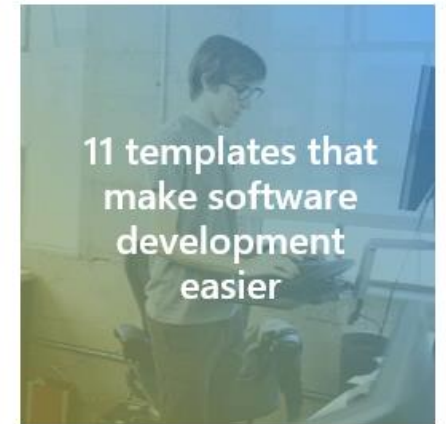 11 templates that
make software
development
easier